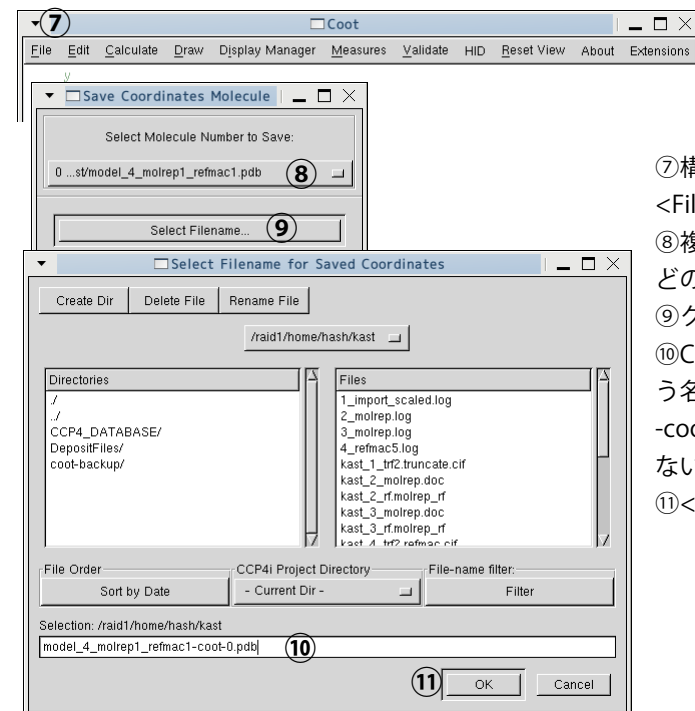 ⑦
Coot
File Edit Calculate Draw Display Manager Measures Validate HID Reset View About Extensions
y
Save Coordinates Molecule
Select Molecule Number to Save:
0 ...st/model_4_molrep1_refmac1.pdb ⑧
Select Filename... ⑨
Select Filename for Saved Coordinates
Create Dir Delete File Rename File
/raid1/home/hash/kast
Directories
./
../
CCP4_DATABASE/
DepositFiles/
coot-backup/
Files
1_import_scaled.log
2_molrep.log
3_molrep.log
4_refmac5.log
kast_1_trf2.truncate.cif
kast_2_molrep.doc
kast_2_rf.molrep_rf
kast_3_molrep.doc
kast_3_rf.molrep_rf
kast_4_trf2.refmac.cif
File Order
Sort by Date
CCP4i Project Directory
- Current Dir -
File-name filter:
Filter
Selection: /raid1/home/hash/kast
model_4_molrep1_refmac1-coot-0.pdb ⑩
⑪ OK Cancel
⑦構
<Fil
⑧複
どの
⑨ク
⑩C
う名
-coo
ない
⑪<